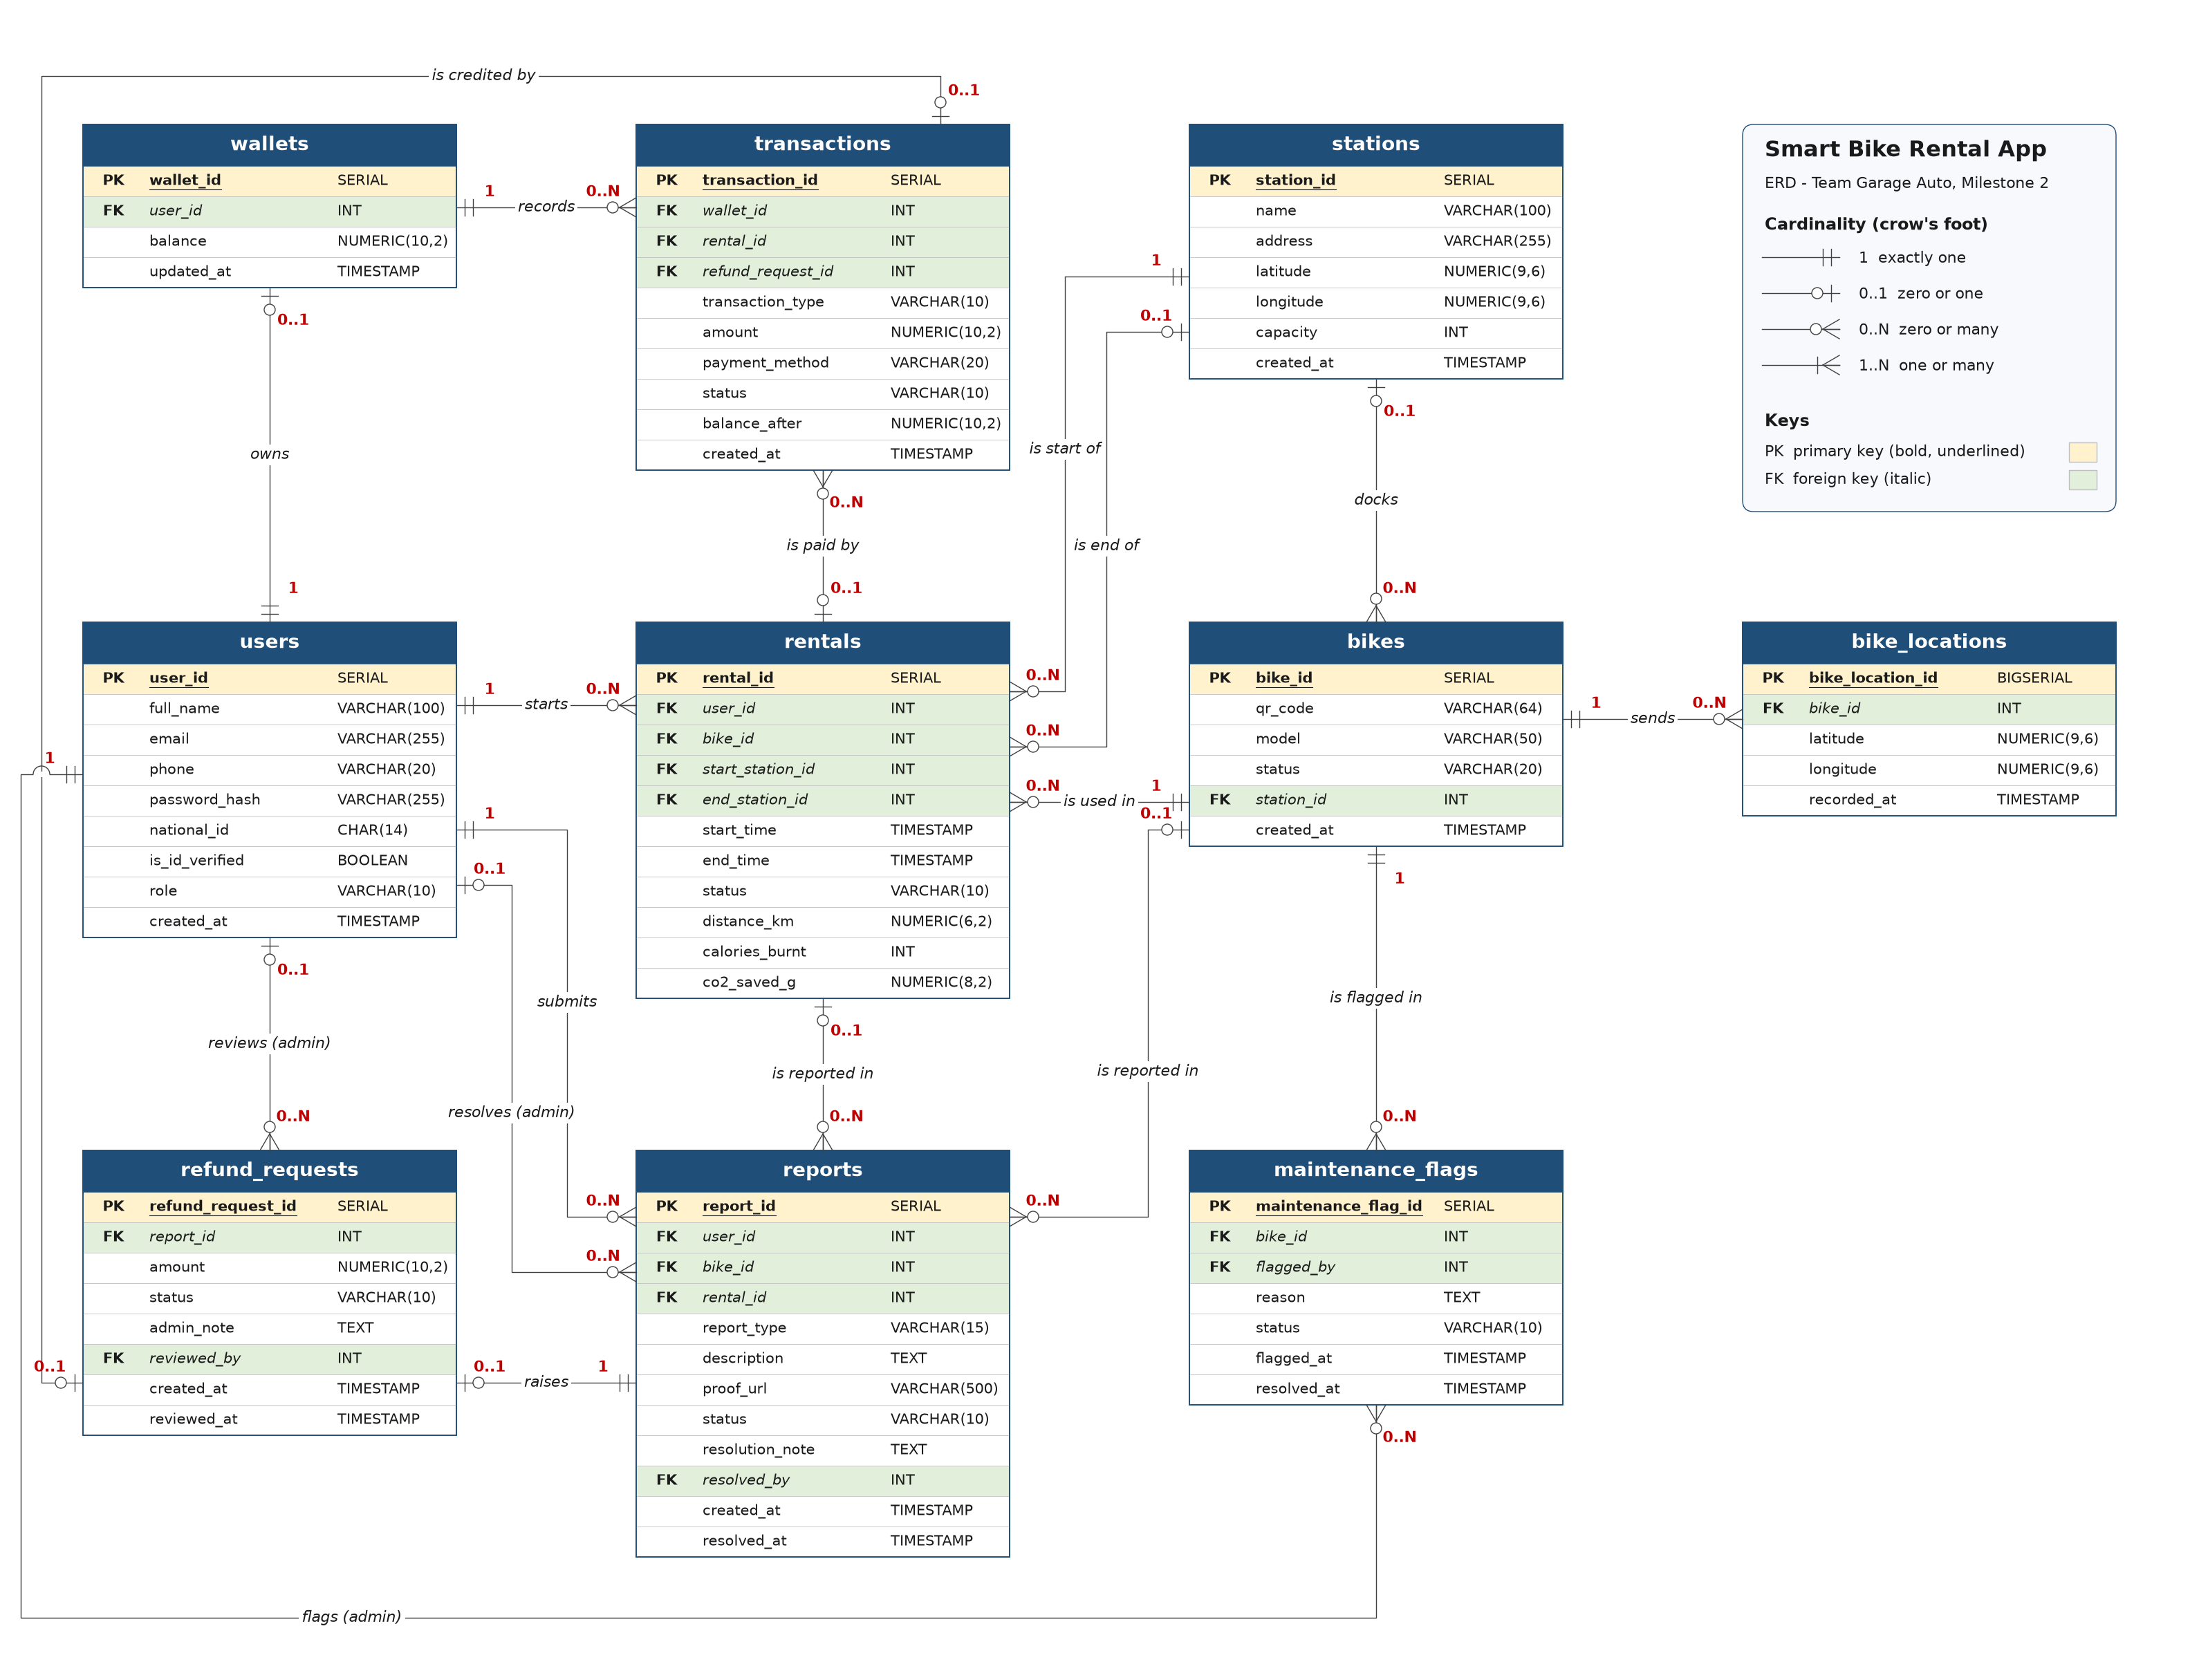 is credited by
0..1
wallets
PK wallet_id SERIAL
FK user_id INT
balance NUMERIC(10,2)
updated_at TIMESTAMP
1 records 0..N
transactions
PK transaction_id SERIAL
FK wallet_id INT
FK rental_id INT
FK refund_request_id INT
transaction_type VARCHAR(10)
amount NUMERIC(10,2)
payment_method VARCHAR(20)
status VARCHAR(10)
balance_after NUMERIC(10,2)
created_at TIMESTAMP
stations
PK station_id SERIAL
name VARCHAR(100)
address VARCHAR(255)
latitude NUMERIC(9,6)
longitude NUMERIC(9,6)
capacity INT
created_at TIMESTAMP
Smart Bike Rental App
ERD - Team Garage Auto, Milestone 2
Cardinality (crow's foot)
1 exactly one
0..1 zero or one
0..N zero or many
1..N one or many
Keys
PK primary key (bold, underlined)
FK foreign key (italic)
0..1
owns
1
0..N
is paid by
0..1
1
is start of
0..N
0..1
is end of
0..N
0..1
docks
0..N
users
PK user_id SERIAL
full_name VARCHAR(100)
email VARCHAR(255)
phone VARCHAR(20)
password_hash VARCHAR(255)
national_id CHAR(14)
is_id_verified BOOLEAN
role VARCHAR(10)
created_at TIMESTAMP
1 starts 0..N
rentals
PK rental_id SERIAL
FK user_id INT
FK bike_id INT
FK start_station_id INT
FK end_station_id INT
start_time TIMESTAMP
end_time TIMESTAMP
status VARCHAR(10)
distance_km NUMERIC(6,2)
calories_burnt INT
co2_saved_g NUMERIC(8,2)
0..N is used in 1
bikes
PK bike_id SERIAL
qr_code VARCHAR(64)
model VARCHAR(50)
status VARCHAR(20)
FK station_id INT
created_at TIMESTAMP
1 sends 0..N
bike_locations
PK bike_location_id BIGSERIAL
FK bike_id INT
latitude NUMERIC(9,6)
longitude NUMERIC(9,6)
recorded_at TIMESTAMP
1
1
submits
0..N
0..1
resolves (admin)
0..N
0..1
reviews (admin)
0..N
0..1
is reported in
0..N
0..1
is reported in
0..N
1
is flagged in
0..N
refund_requests
PK refund_request_id SERIAL
FK report_id INT
amount NUMERIC(10,2)
status VARCHAR(10)
admin_note TEXT
FK reviewed_by INT
created_at TIMESTAMP
reviewed_at TIMESTAMP
0..1
0..1 raises 1
reports
PK report_id SERIAL
FK user_id INT
FK bike_id INT
FK rental_id INT
report_type VARCHAR(15)
description TEXT
proof_url VARCHAR(500)
status VARCHAR(10)
resolution_note TEXT
FK resolved_by INT
created_at TIMESTAMP
resolved_at TIMESTAMP
maintenance_flags
PK maintenance_flag_id SERIAL
FK bike_id INT
FK flagged_by INT
reason TEXT
status VARCHAR(10)
flagged_at TIMESTAMP
resolved_at TIMESTAMP
0..N
flags (admin)